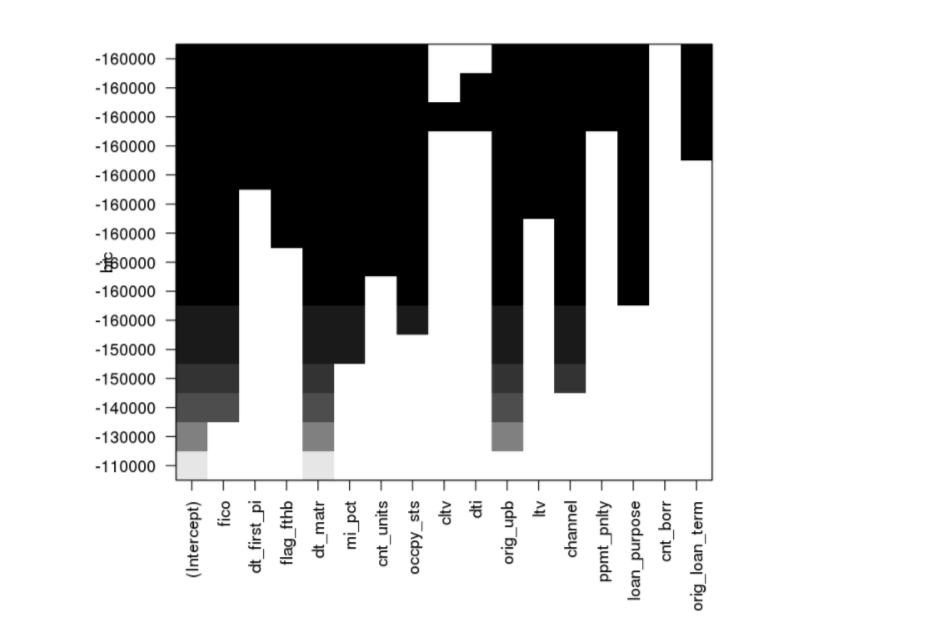 -160000
-160000
-160000
-160000
-160000
-160000
-160000
-160000
bic
-160000
-160000
-150000
-150000
-140000
-130000
-110000
(Intercept)
fico
dt_first_pi
flag_fthb
dt_matr
mi_pct
cnt_units
occpy_sts
cltv
dti
orig_upb
ltv
channel
ppmt_pnlty
loan_purpose
cnt_borr
orig_loan_term